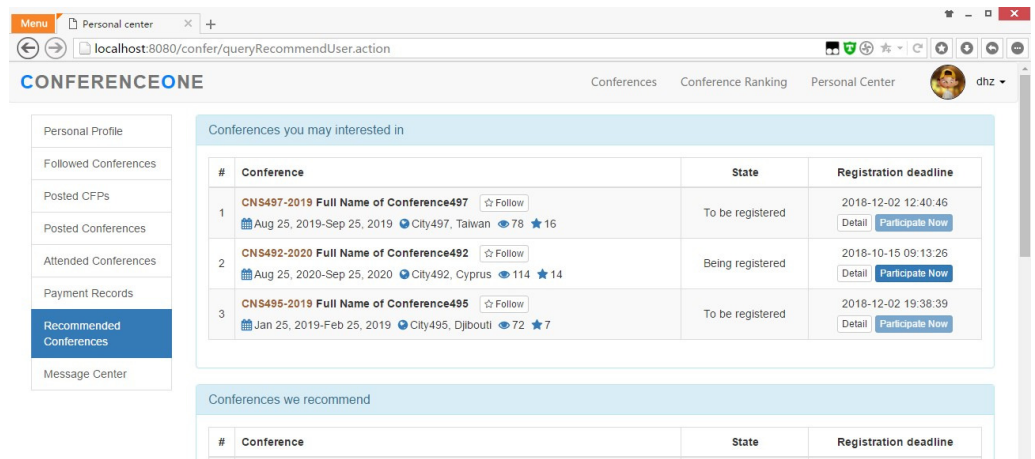 Menu Personal center
localhost:8080/confer/queryRecommendUser.action
CONFERENCEONE Conferences Conference Ranking Personal Center dhz
Personal Profile
Followed Conferences
Posted CFPs
Posted Conferences
Attended Conferences
Payment Records
Recommended
Conferences
Message Center
Conferences you may interested in
# Conference State Registration deadline
1 CNS497-2019 Full Name of Conference497 Follow To be registered 2018-12-02 12:40:46
Aug 25, 2019-Sep 25, 2019 City497, Taiwan 78 16 Detail Participate Now
2 CNS492-2020 Full Name of Conference492 Follow Being registered 2018-10-15 09:13:26
Aug 25, 2020-Sep 25, 2020 City492, Cyprus 114 14 Detail Participate Now
3 CNS495-2019 Full Name of Conference495 Follow To be registered 2018-12-02 19:38:39
Jan 25, 2019-Feb 25, 2019 City495, Djibouti 72 7 Detail Participate Now
Conferences we recommend
# Conference State Registration deadline